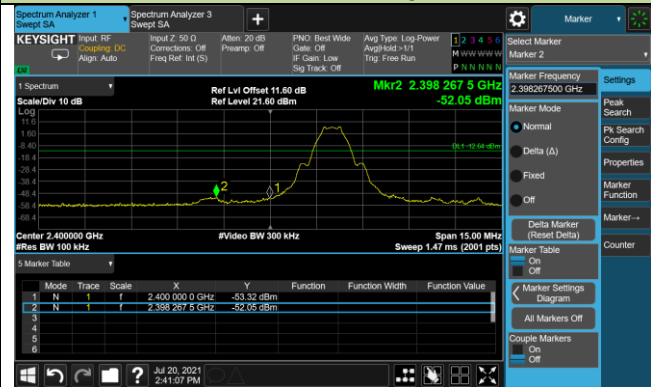 Spectrum Analyzer 1
Swept SA
Spectrum Analyzer 3
Swept SA
+
Marker
KEYSIGHT
Input: RF
Coupling: DC
Align: Auto
Input Z: 50 Ω
Corrections: Off
Freq Ref: Int (S)
Atten: 20 dB
Preamp: Off
PNO: Best Wide
Gate: Off
IF Gain: Low
Sig Track: Off
Avg Type: Log-Power
Avg|Hold:>1/1
Trig: Free Run
1 2 3 4 5 6
M W W W W W
P N N N N N
LNI
1 Spectrum
Scale/Div 10 dB
Ref Lvl Offset 11.60 dB
Ref Level 21.60 dBm
Mkr2 2.398 267 5 GHz
-52.05 dBm
Log
11.6
1.60
-8.40
-18.4
-28.4
-38.4
-48.4
-58.4
-68.4
DL1 -12.64 dBm
2
1
Center 2.400000 GHz
#Res BW 100 kHz
#Video BW 300 kHz
Span 15.00 MHz
Sweep 1.47 ms (2001 pts)
5 Marker Table
Mode Trace Scale X Y Function Function Width Function Value
1 N 1 f 2.400 000 0 GHz -53.32 dBm
2 N 1 f 2.398 267 5 GHz -52.05 dBm
3
4
5
6
Select Marker
Marker 2
Marker Frequency
2.398267500 GHz
Marker Mode
Normal
Delta (Δ)
Fixed
Off
Delta Marker
(Reset Delta)
Marker Table
On
Off
Marker Settings
Diagram
All Markers Off
Couple Markers
On
Off
Settings
Peak
Search
Pk Search
Config
Properties
Marker
Function
Marker→
Counter
?
Jul 20, 2021
2:41:07 PM